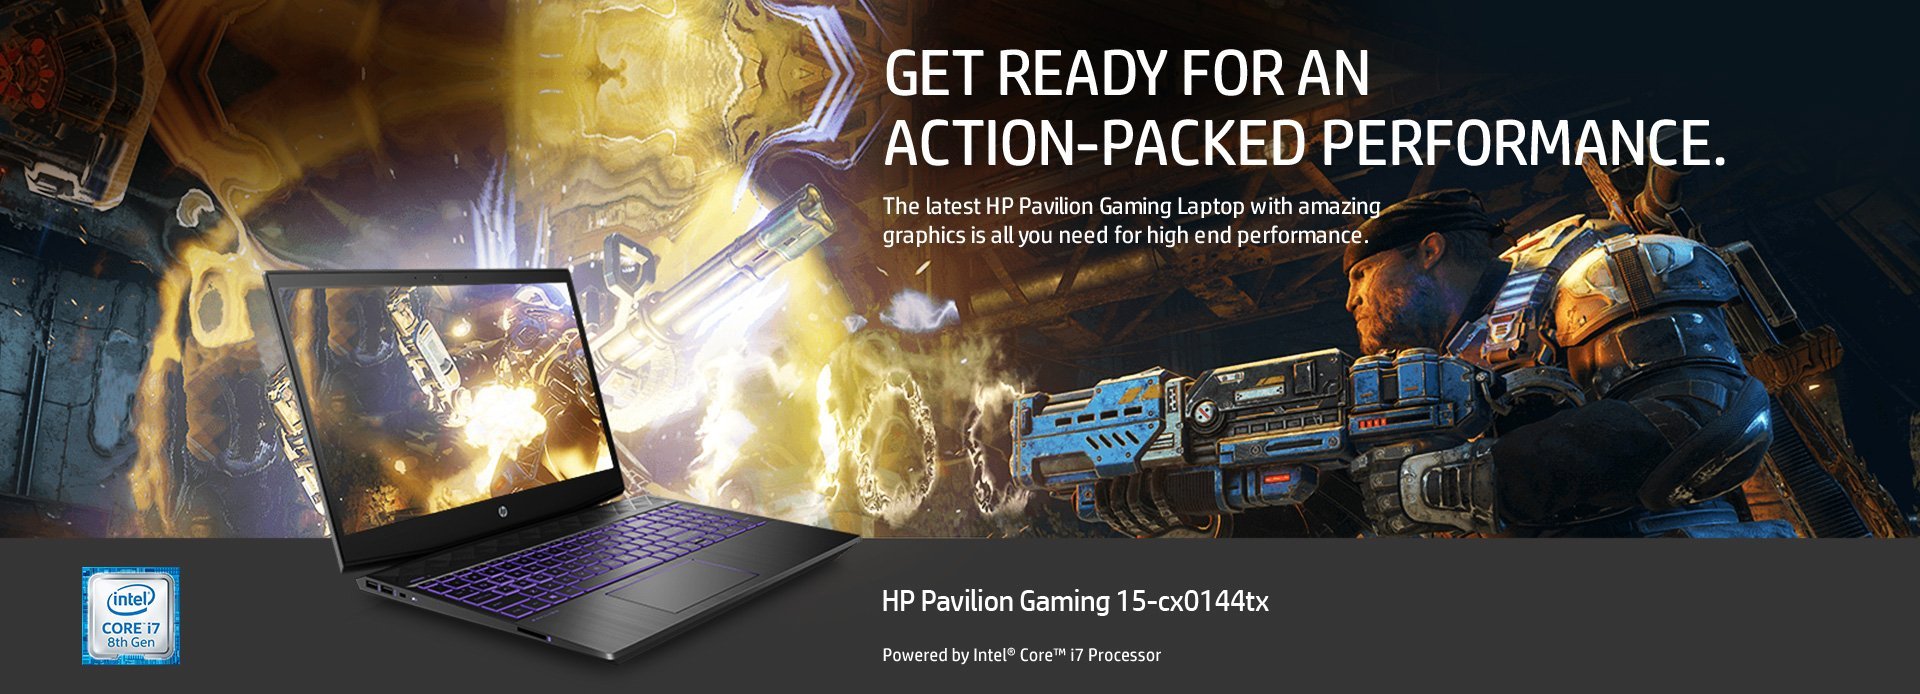 GET READY FOR AN
ACTION-PACKED PERFORMANCE.
The latest HP Pavilion Gaming Laptop with amazing
graphics is all you need for high end performance.
hp
intel
CORE™ i7
8th Gen
HP Pavilion Gaming 15-cx0144tx
Powered by Intel® Core™ i7 Processor